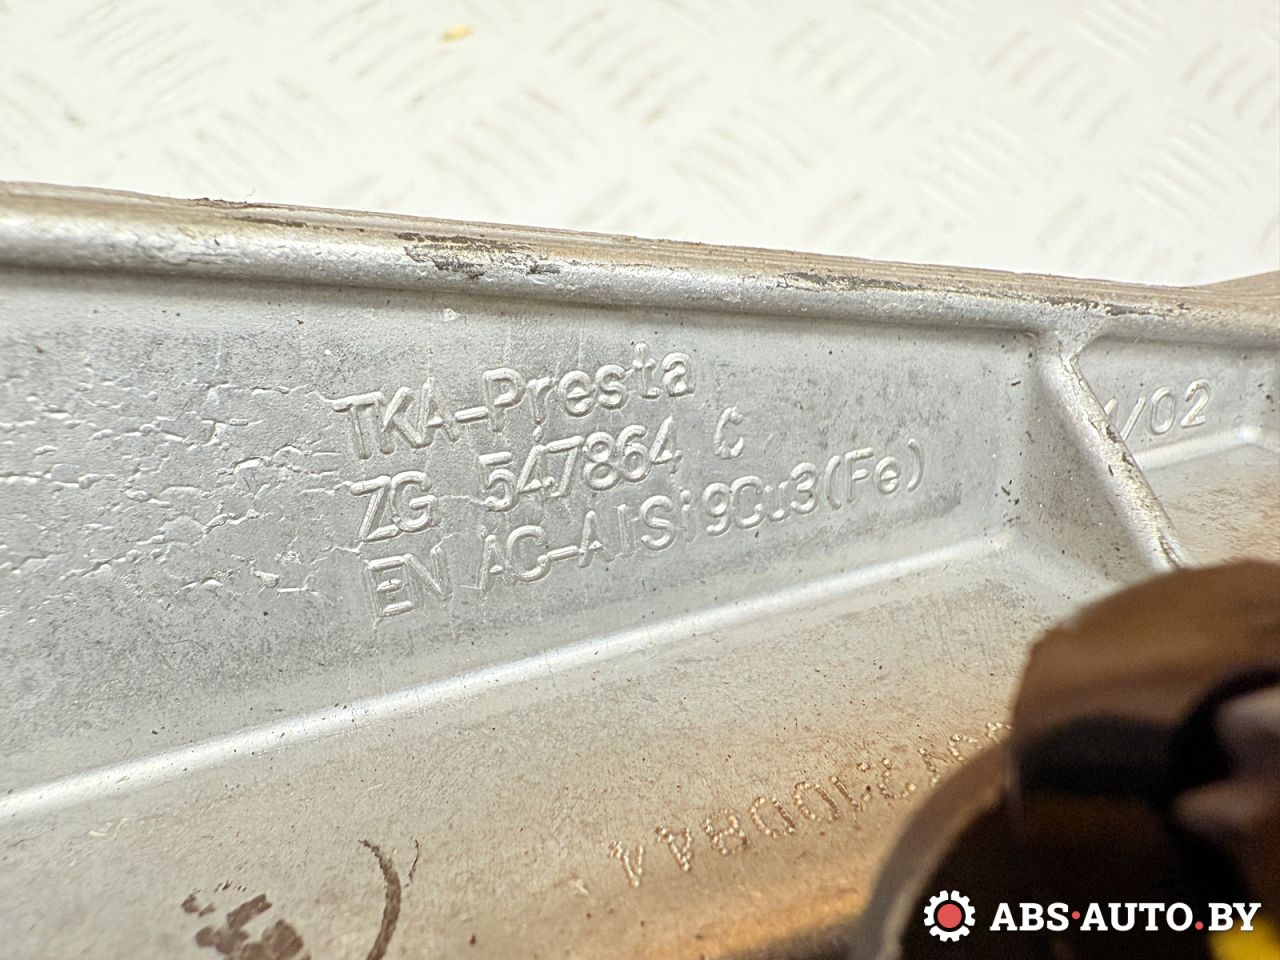 TKA-Presta
ZG 547864 C
EN AC-AlSi9Cu3(Fe)
/02
ABS·AUTO.BY